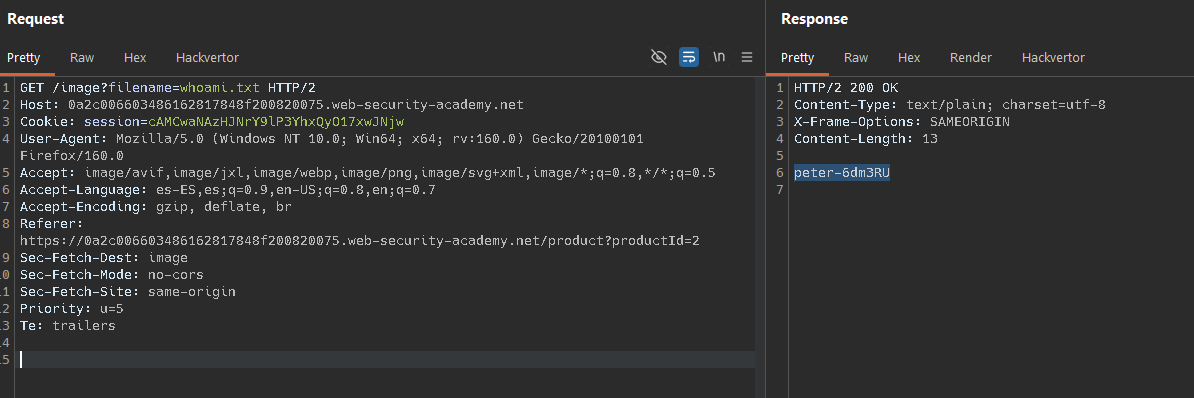 Request
Pretty Raw Hex Hackvertor \n
1 GET /image?filename=whoami.txt HTTP/2
2 Host: 0a2c006603486162817848f200820075.web-security-academy.net
3 Cookie: session=cAMCwaNAzHJNrY9lP3YhxQyO17xwJNjw
4 User-Agent: Mozilla/5.0 (Windows NT 10.0; Win64; x64; rv:160.0) Gecko/20100101
Firefox/160.0
5 Accept: image/avif,image/jxl,image/webp,image/png,image/svg+xml,image/*;q=0.8,*/*;q=0.5
6 Accept-Language: es-ES,es;q=0.9,en-US;q=0.8,en;q=0.7
7 Accept-Encoding: gzip, deflate, br
8 Referer:
https://0a2c006603486162817848f200820075.web-security-academy.net/product?productId=2
9 Sec-Fetch-Dest: image
10 Sec-Fetch-Mode: no-cors
11 Sec-Fetch-Site: same-origin
12 Priority: u=5
13 Te: trailers
14
15
Response
Pretty Raw Hex Render Hackvertor
1 HTTP/2 200 OK
2 Content-Type: text/plain; charset=utf-8
3 X-Frame-Options: SAMEORIGIN
4 Content-Length: 13
5
6 peter-6dm3RU
7